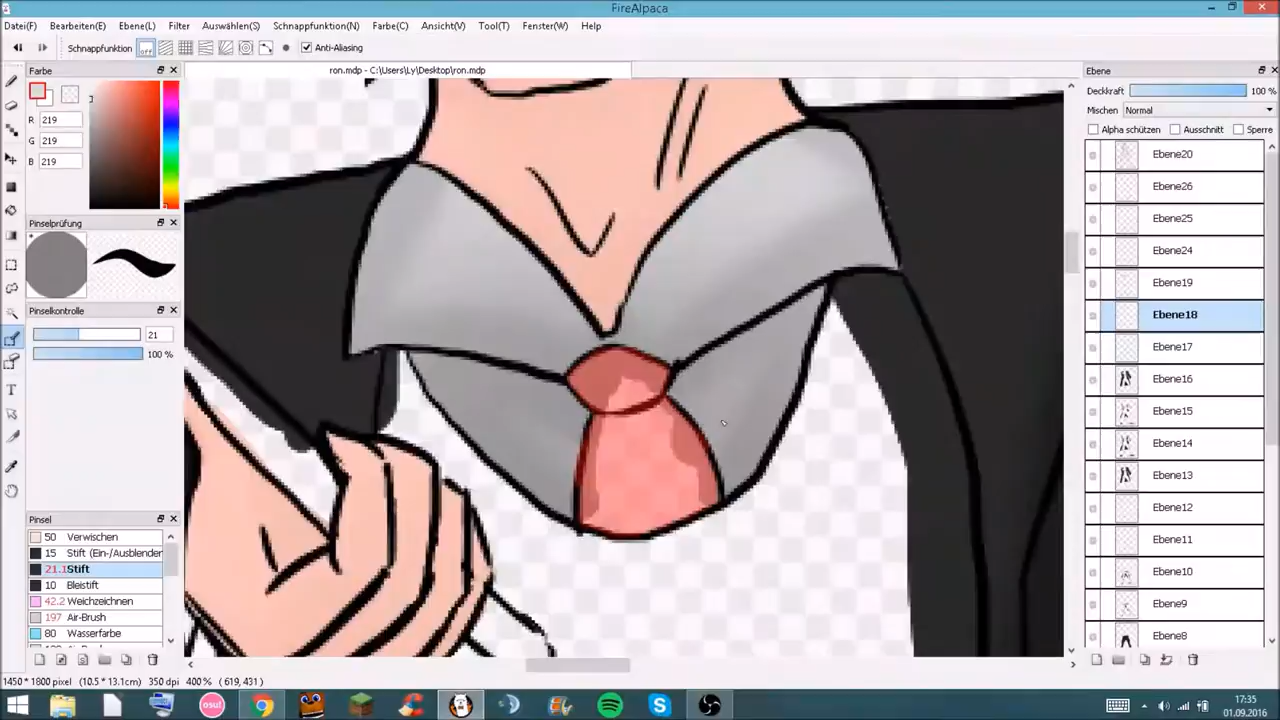 FireAlpaca
Datei(F) Bearbeiten(E) Ebene(L) Filter Auswählen(S) Schnappfunktion(N) Farbe(C) Ansicht(V) Tool(T) Fenster(W) Help
Schnappfunktion off Anti-Aliasing
Farbe
ron.mdp - C:\Users\Ly\Desktop\ron.mdp
Ebene
R 219
G 219
B 219
Deckkraft 100 %
Mischen Normal
Alpha schützen Ausschnitt Sperre
Ebene20
Ebene26
Ebene25
Ebene24
Ebene19
Ebene18
Ebene17
Ebene16
Ebene15
Ebene14
Ebene13
Ebene12
Ebene11
Ebene10
Ebene9
Ebene8
Pinselprüfung
Pinselkontrolle
21
100 %
Pinsel
50 Verwischen
15 Stift (Ein-/Ausblenden
21.1 Stift
10 Bleistift
42.2 Weichzeichnen
197 Air-Brush
80 Wasserfarbe
1450 * 1800 pixel (10.5 * 13.1cm) 350 dpi 400 % ( 619, 431 )
osu!
17:35
01.09.2016